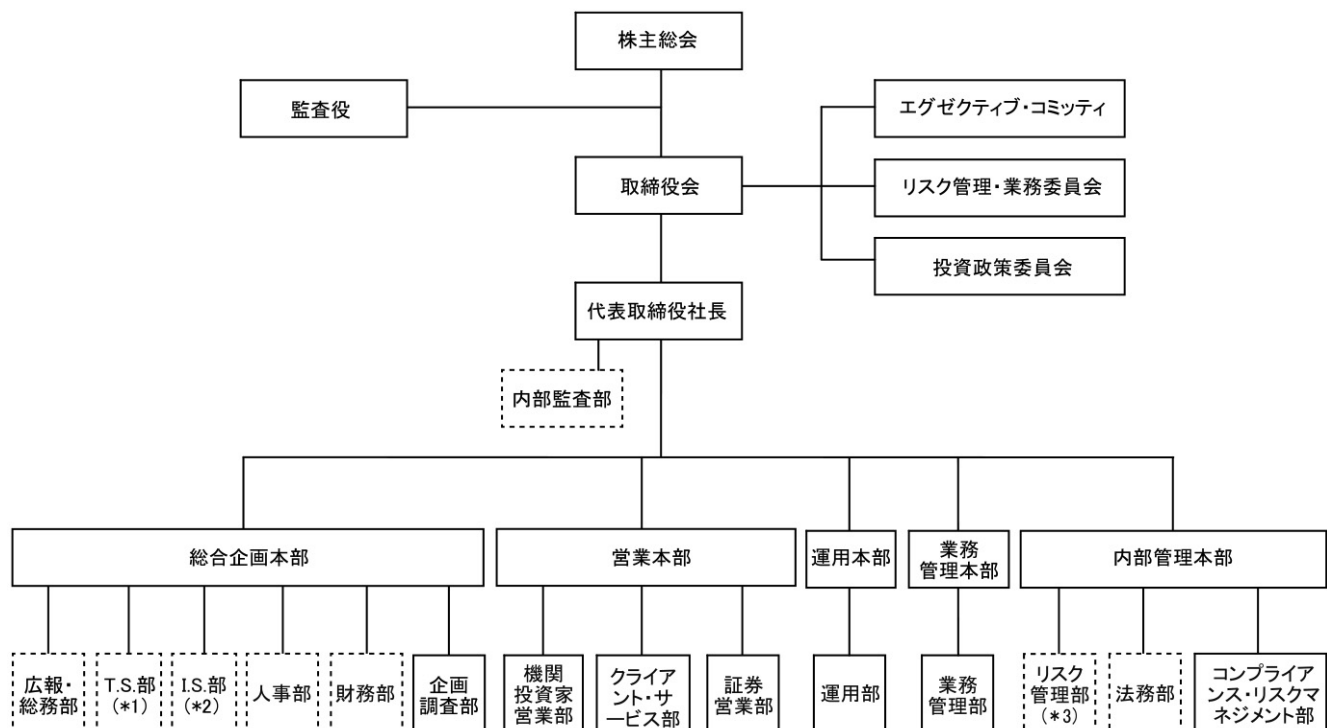 株主総会
監査役
エグゼクティブ・コミッティ
取締役会
リスク管理・業務委員会
投資政策委員会
代表取締役社長
内部監査部
総合企画本部
営業本部
運用本部
業務
管理本部
内部管理本部
広報・
総務部
T.S.部
(*1)
I.S.部
(*2)
人事部
財務部
企画
調査部
機関
投資家
営業部
クライア
ント・サ
ービス部
証券
営業部
運用部
業務
管理部
リスク
管理部
(*3)
法務部
コンプライア
ンス・リスクマ
ネジメント部